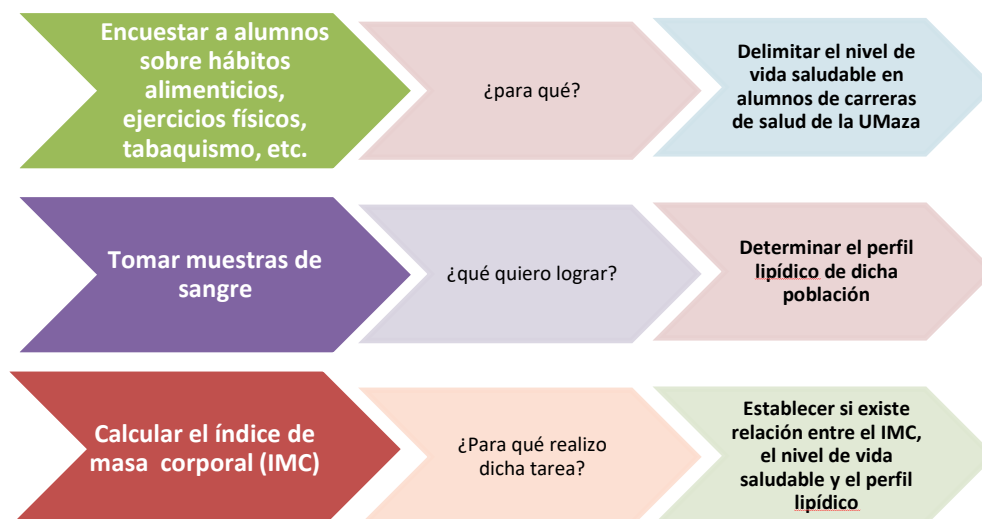 Encuestar a alumnos
sobre hábitos
alimenticios,
ejercicios físicos,
tabaquismo, etc.
¿para qué?
Delimitar el nivel de
vida saludable en
alumnos de carreras
de salud de la UMaza
Tomar muestras de
sangre
¿qué quiero lograr?
Determinar el perfil
lipídico de dicha
población
Calcular el índice de
masa corporal (IMC)
¿Para qué realizo
dicha tarea?
Establecer si existe
relación entre el IMC,
el nivel de vida
saludable y el perfil
lipídico